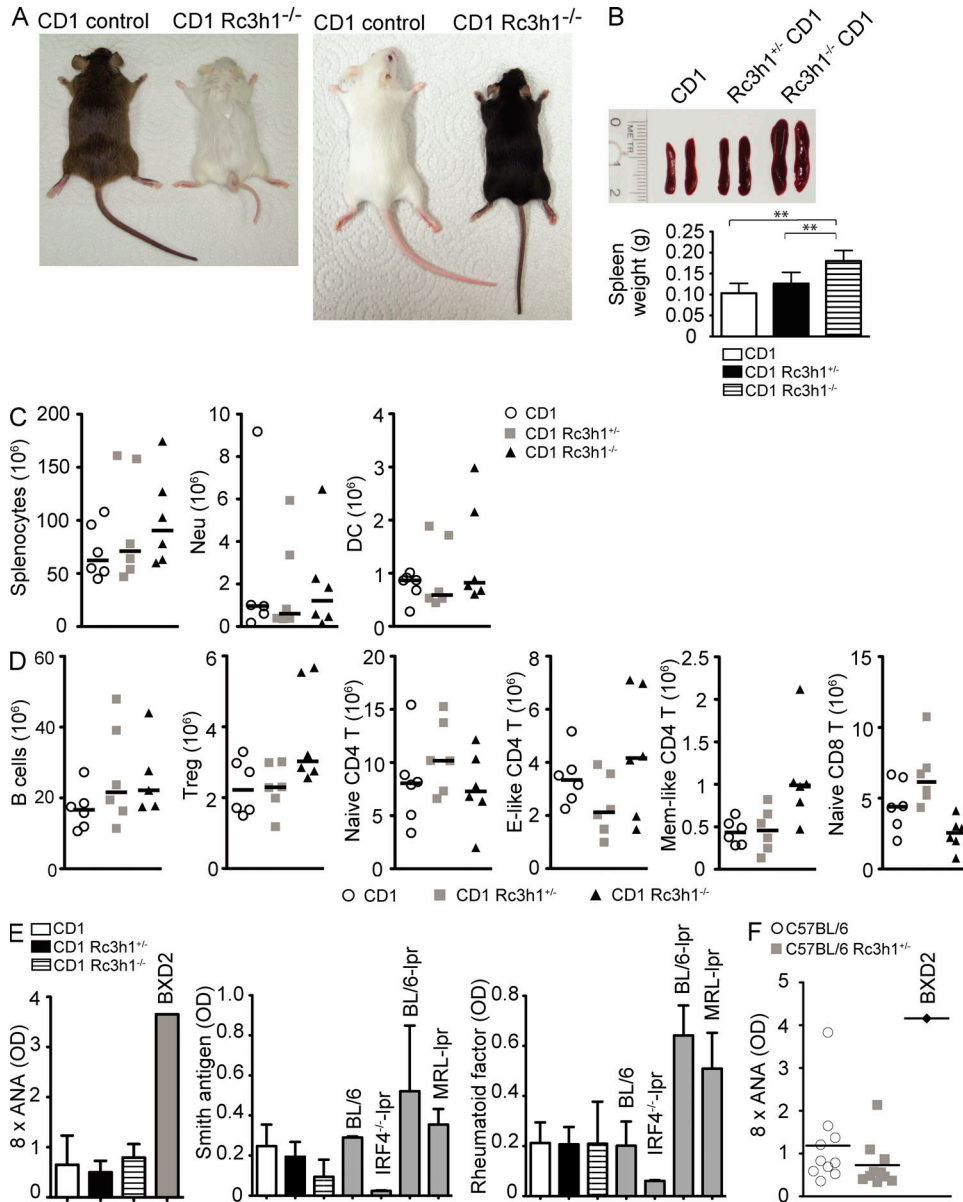 A
CD1 control CD1 Rc3h1-/-
CD1 control CD1 Rc3h1-/-
B
CD1
Rc3h1+/- CD1
Rc3h1-/- CD1
0
METR
1
2
**
**
Spleen
weight (g)
0.25
0.20
0.15
0.10
0.05
0
CD1
CD1 Rc3h1+/-
CD1 Rc3h1-/-
C
Splenocytes (10⁶)
200
150
100
50
0
Neu (10⁶)
10
8
6
4
2
0
DC (10⁶)
4
3
2
1
0
CD1
CD1 Rc3h1+/-
CD1 Rc3h1-/-
D
B cells (10⁶)
60
40
20
0
Treg (10⁶)
6
4
2
0
Naive CD4 T (10⁶)
20
15
10
5
0
E-like CD4 T (10⁶)
8
6
4
2
0
Mem-like CD4 T (10⁶)
2.5
2
1.5
1
0.5
0
Naive CD8 T (10⁶)
15
10
5
0
CD1 CD1 Rc3h1+/- CD1 Rc3h1-/-
E
CD1
CD1 Rc3h1+/-
CD1 Rc3h1-/-
8 x ANA (OD)
4
3
2
1
0
BXD2
Smith antigen (OD)
1.0
0.8
0.6
0.4
0.2
0
BL/6
IRF4-/-lpr
BL/6-lpr
MRL-lpr
Rheumatoid factor (OD)
0.8
0.6
0.4
0.2
0
BL/6
IRF4-/-lpr
BL/6-lpr
MRL-lpr
F
C57BL/6
C57BL/6 Rc3h1+/-
8 x ANA (OD)
5
4
3
2
1
0
BXD2